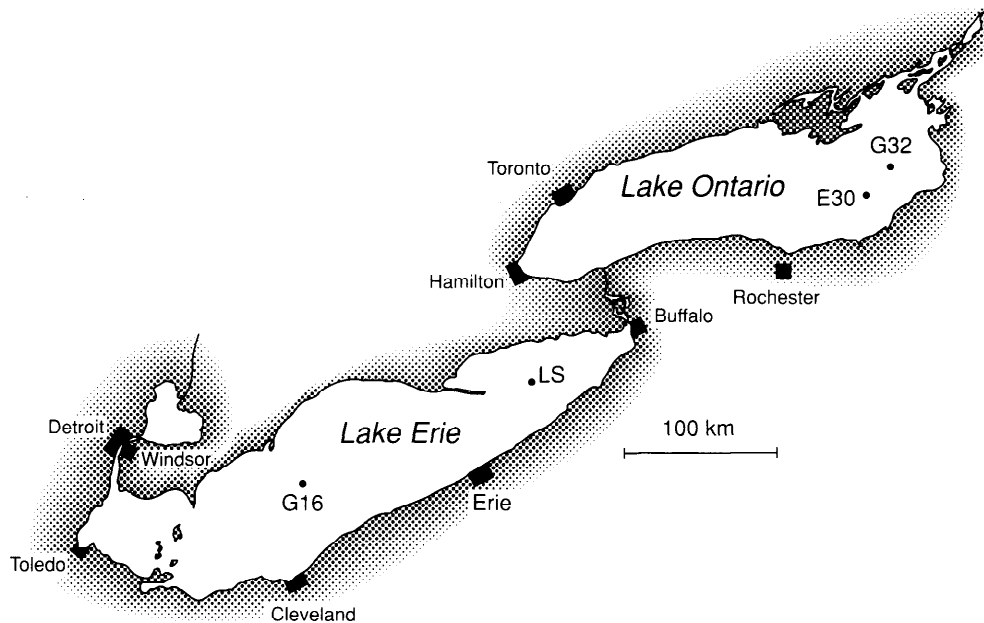 G32
Toronto
Lake Ontario
E30
Hamilton
Rochester
Buffalo
LS
Detroit
Lake Erie
100 km
Windsor
G16
Erie
Toledo
Cleveland